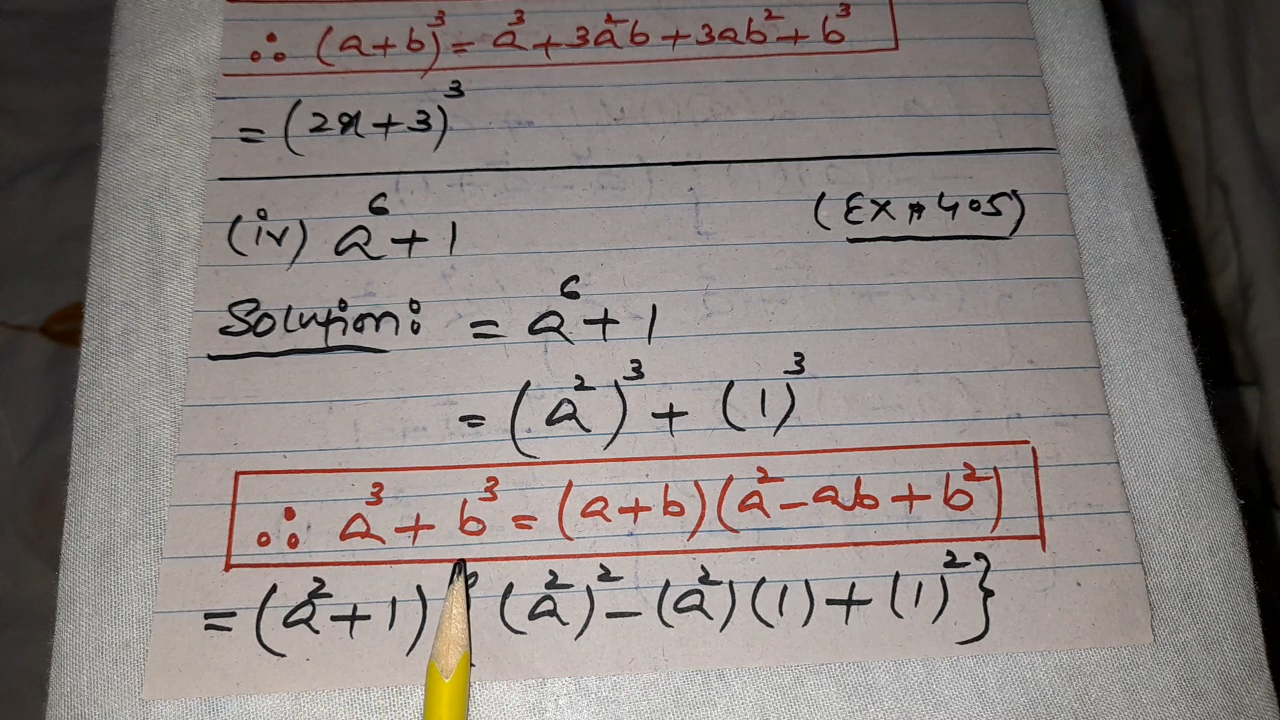 ∴ (a+b)³ = a³ + 3a²b + 3ab² + b³
= (2x+3)³
(iv) a⁶+1 (Ex # 4.5)
Solution: = a⁶+1
= (a²)³ + (1)³
∴ a³ + b³ = (a+b)(a²-ab+b²)
= (a²+1){(a²)² - (a²)(1) + (1)²}